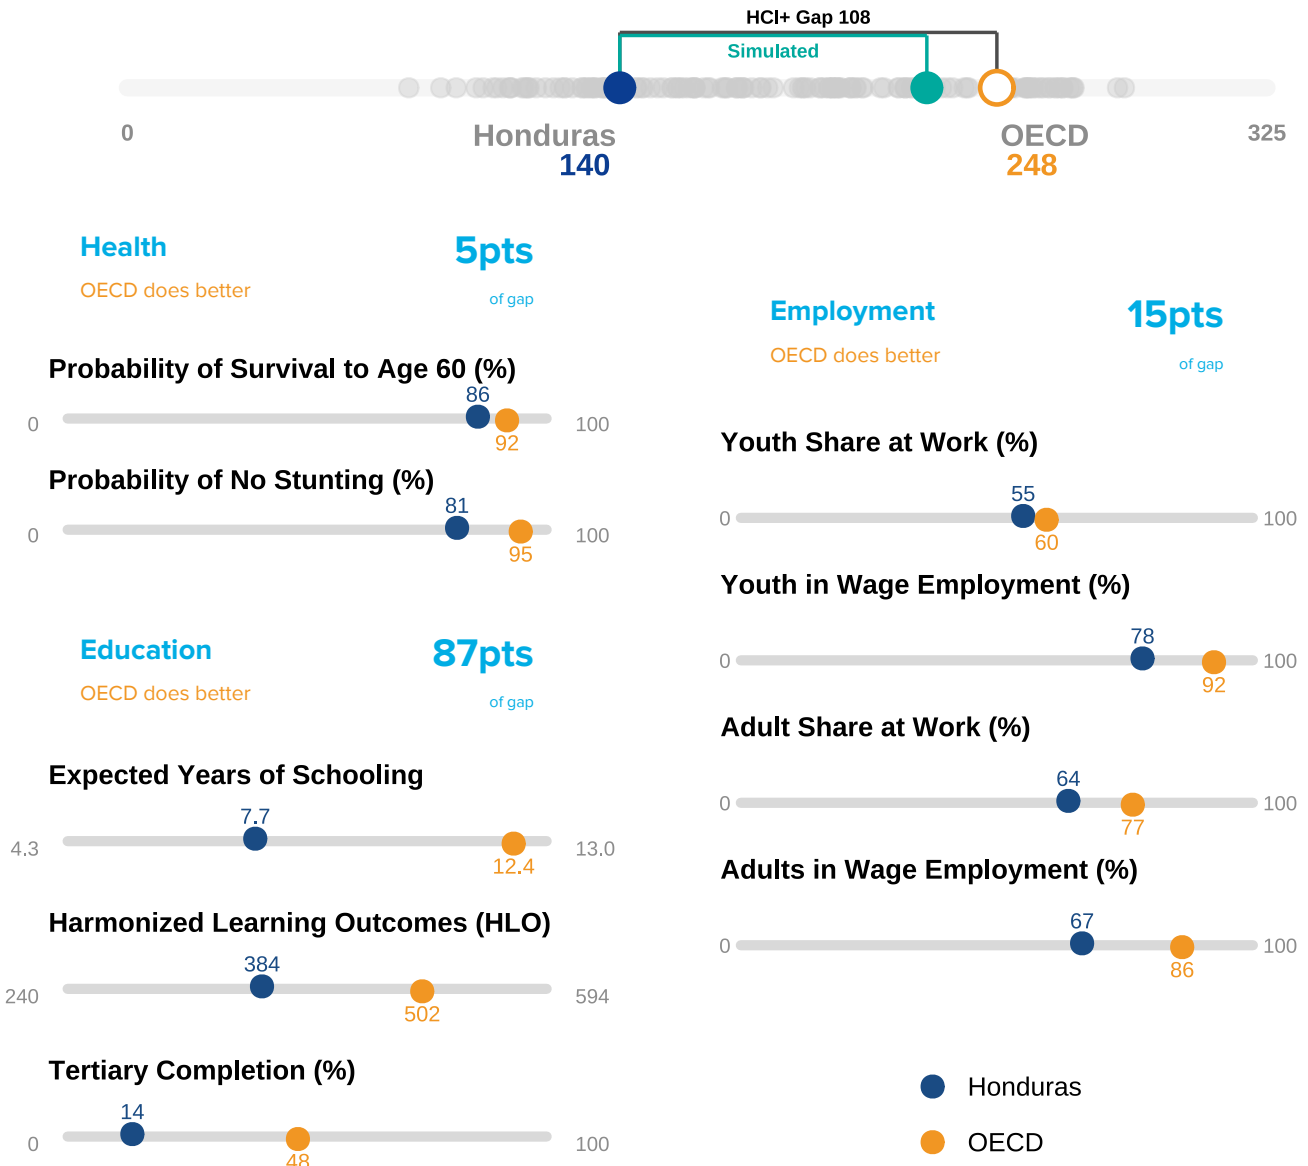 HCI+ Gap 108
Simulated
0
Honduras
140
OECD
248
325
Health
5pts
OECD does better
of gap
Probability of Survival to Age 60 (%)
86
0
100
92
Probability of No Stunting (%)
81
0
100
95
Education
87pts
OECD does better
of gap
Expected Years of Schooling
7.7
4.3
13.0
12.4
Harmonized Learning Outcomes (HLO)
384
240
594
502
Tertiary Completion (%)
14
0
100
48
Employment
15pts
OECD does better
of gap
Youth Share at Work (%)
55
0
100
60
Youth in Wage Employment (%)
78
0
100
92
Adult Share at Work (%)
64
0
100
77
Adults in Wage Employment (%)
67
0
100
86
Honduras
OECD